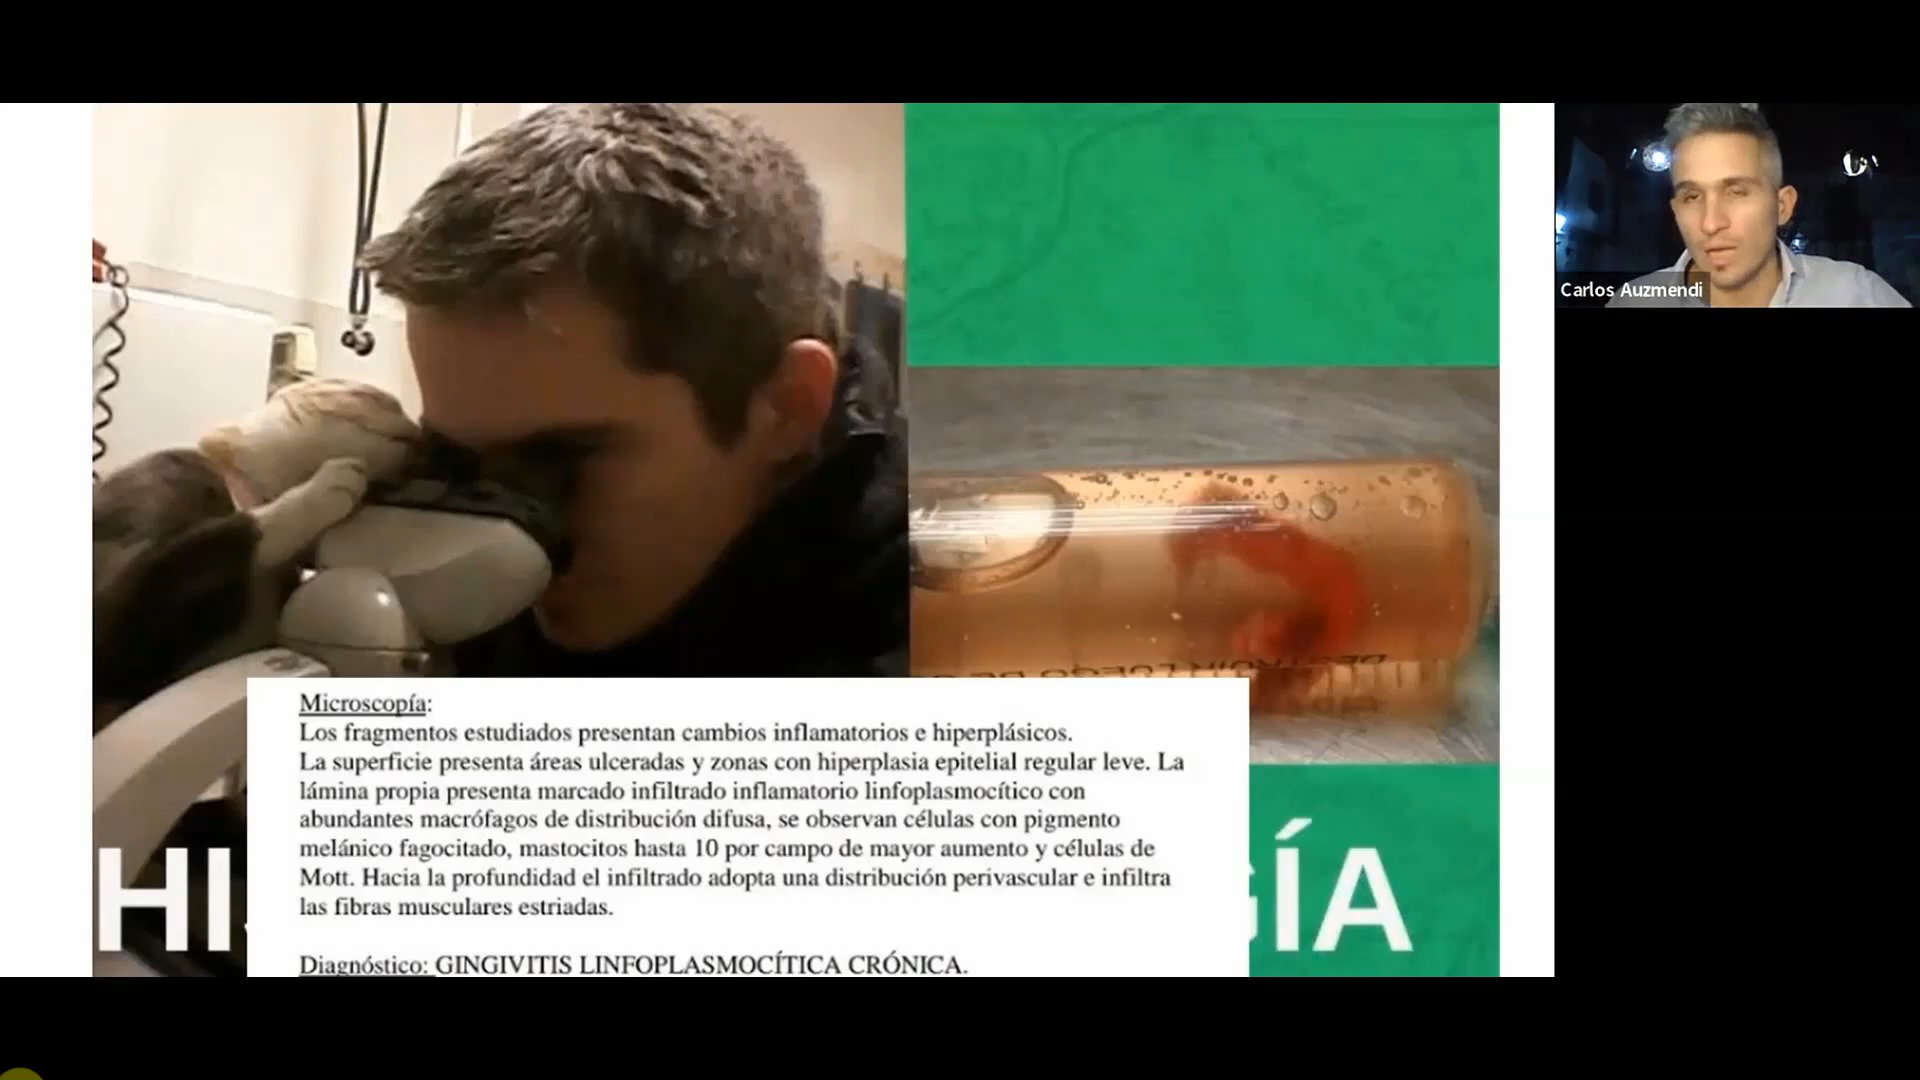 Carlos Auzmendi
Microscopía:
Los fragmentos estudiados presentan cambios inflamatorios e hiperplásicos.
La superficie presenta áreas ulceradas y zonas con hiperplasia epitelial regular leve. La
lámina propia presenta marcado infiltrado inflamatorio linfoplasmocítico con
abundantes macrófagos de distribución difusa, se observan células con pigmento
melánico fagocitado, mastocitos hasta 10 por campo de mayor aumento y células de
Mott. Hacia la profundidad el infiltrado adopta una distribución perivascular e infiltra
las fibras musculares estriadas.
Diagnóstico: GINGIVITIS LINFOPLASMOCÍTICA CRÓNICA.